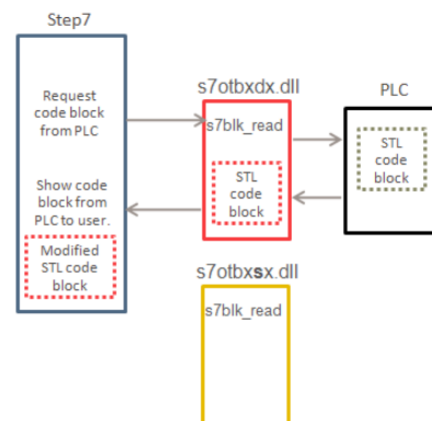 Step7
Request
code block
from PLC
Show code
block from
PLC to user.
Modified
STL code
block
s7otbxdx.dll
s7blk_read
STL
code
block
PLC
STL
code
block
s7otbxsx.dll
s7blk_read